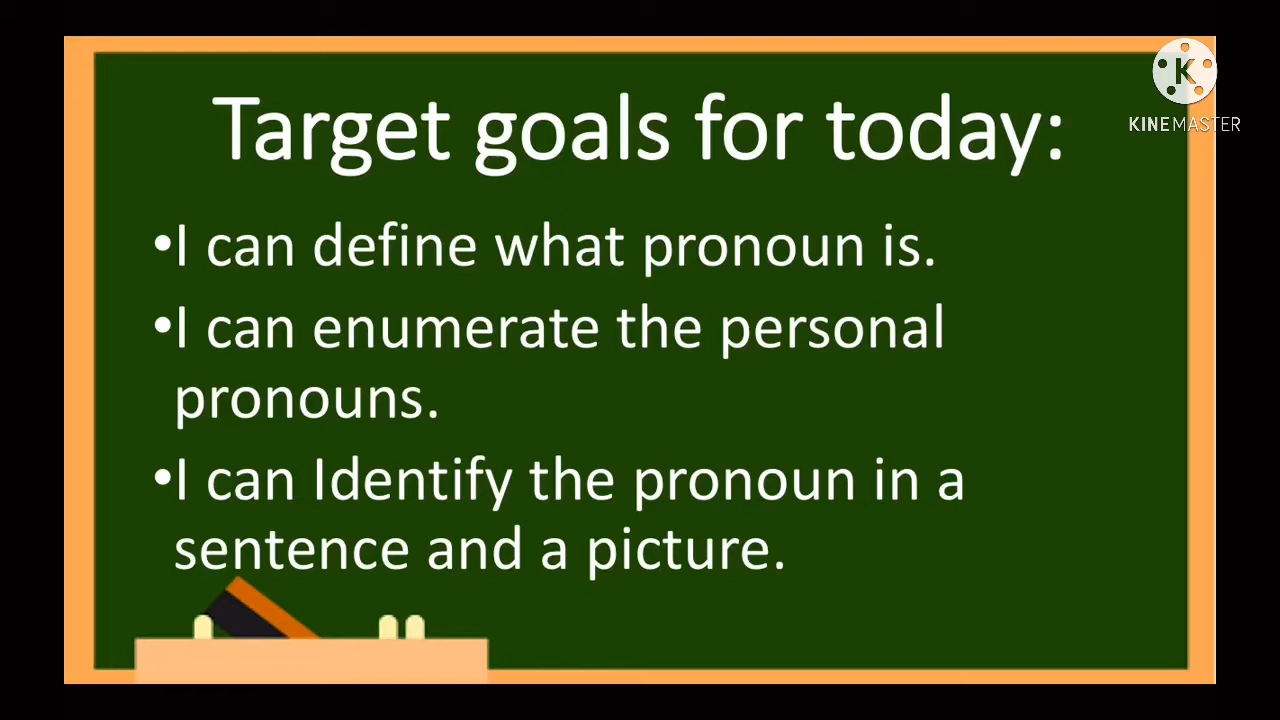 Target goals for today:
•I can define what pronoun is.
•I can enumerate the personal
pronouns.
•I can Identify the pronoun in a
sentence and a picture.
K
KINEMASTER